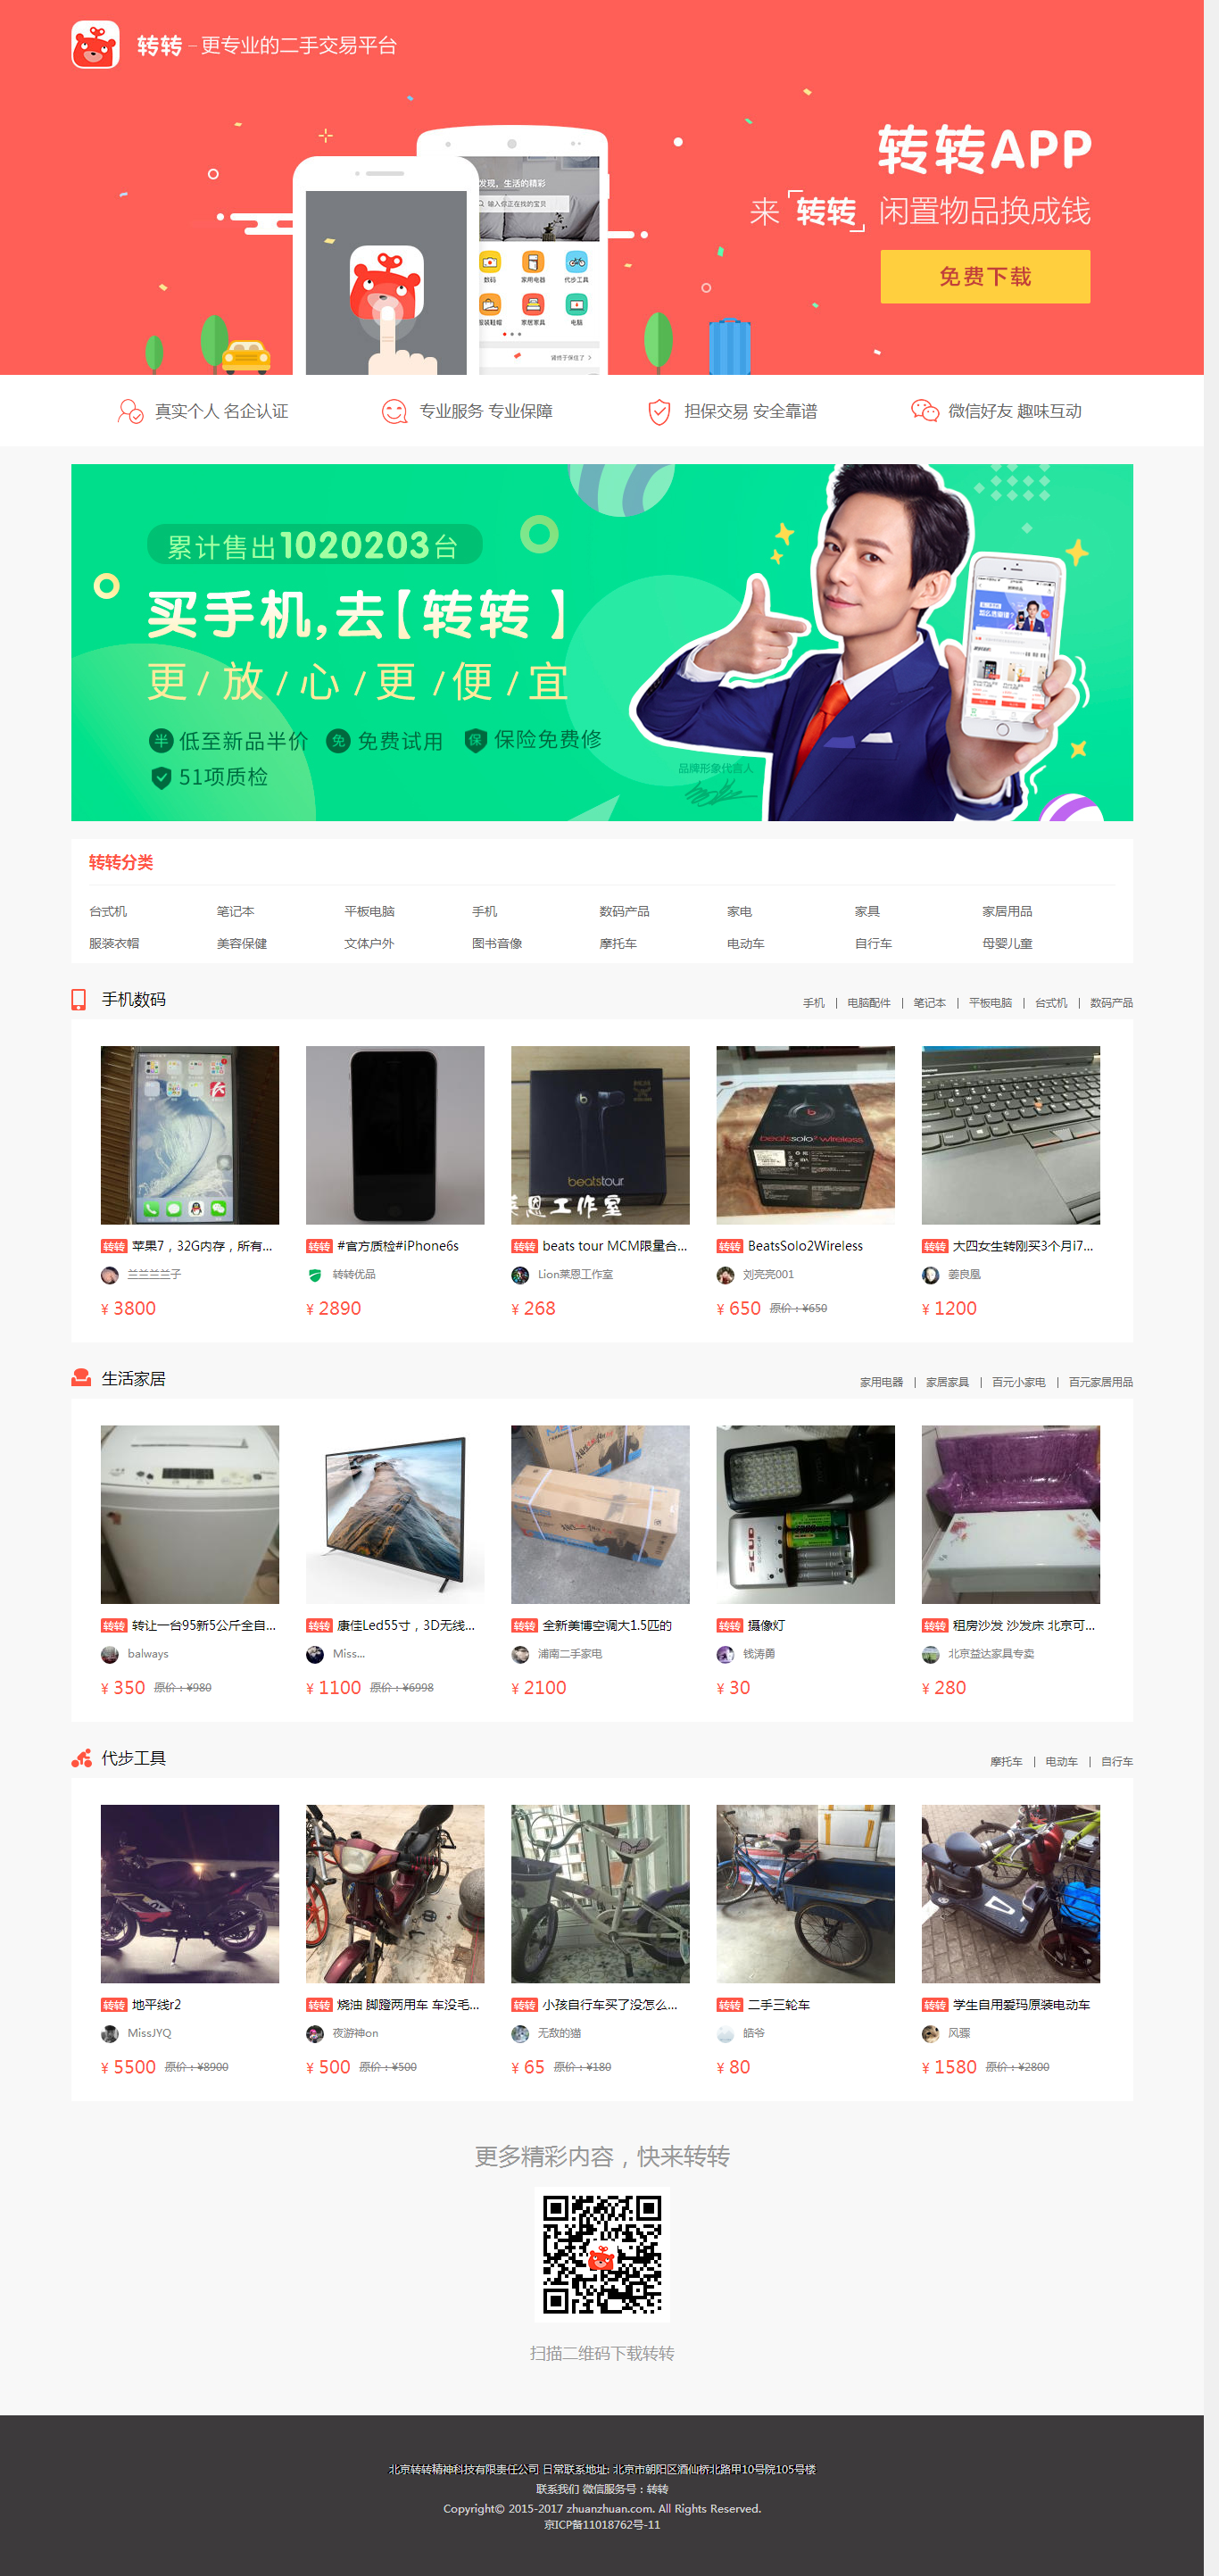 转转 – 更专业的二手交易平台
转转APP
来 转转 闲置物品换成钱
免费下载
发现，生活的精彩
输入你正在找的宝贝
数码 家用电器 代步工具
服装鞋帽 家居家具 电脑
真实个人 名企认证
专业服务 专业保障
担保交易 安全靠谱
微信好友 趣味互动
累计售出1020203台
买手机,去【转转】
更/放/心/更/便/宜
半 低至新品半价 免 免费试用 保 保险免费修
51项质检
品牌形象代言人
转转分类
台式机 笔记本 平板电脑 手机 数码产品 家电 家具 家居用品
服装衣帽 美容保健 文体户外 图书音像 摩托车 电动车 自行车 母婴儿童
手机数码
手机 | 电脑配件 | 笔记本 | 平板电脑 | 台式机 | 数码产品
beatstour
莱恩工作室
beatssolo² wireless
转转 苹果7，32G内存，所有...
兰兰兰兰子
¥ 3800
转转 #官方质检#iPhone6s
转转优品
¥ 2890
转转 beats tour MCM限量合...
Lion莱恩工作室
¥ 268
转转 BeatsSolo2Wireless
刘亮亮001
¥ 650 原价：¥650
转转 大四女生转刚买3个月i7...
姜良凰
¥ 1200
生活家居
家用电器 | 家居家具 | 百元小家电 | 百元家居用品
SCUD
转转 转让一台95新5公斤全自...
balways
¥ 350 原价：¥980
转转 康佳Led55寸，3D无线...
Miss...
¥ 1100 原价：¥6998
转转 全新美博空调大1.5匹的
浦南二手家电
¥ 2100
转转 摄像灯
钱涛勇
¥ 30
转转 租房沙发 沙发床 北京可...
北京益达家具专卖
¥ 280
代步工具
摩托车 | 电动车 | 自行车
转转 地平线r2
MissJYQ
¥ 5500 原价：¥8900
转转 烧油 脚蹬两用车 车没毛...
夜游神on
¥ 500 原价：¥500
转转 小孩自行车买了没怎么...
无敌的猫
¥ 65 原价：¥180
转转 二手三轮车
皓爷
¥ 80
转转 学生自用爱玛原装电动车
风骤
¥ 1580 原价：¥2800
更多精彩内容，快来转转
扫描二维码下载转转
北京转转精神科技有限责任公司 日常联系地址: 北京市朝阳区酒仙桥北路甲10号院105号楼
联系我们 微信服务号：转转
Copyright© 2015-2017 zhuanzhuan.com. All Rights Reserved.
京ICP备11018762号-11